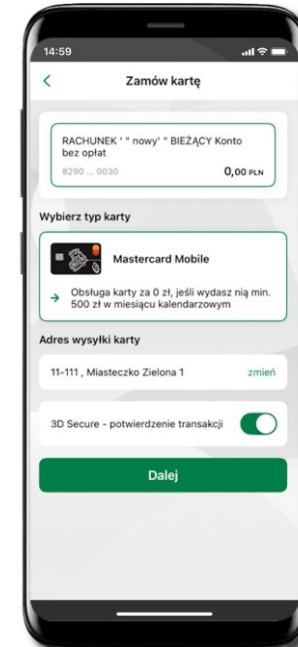 14:59
Zamów kartę
RACHUNEK ' " nowy' " BIEŻĄCY Konto
bez opłat
8290 ... 0030
0,00 PLN
Wybierz typ karty
Mastercard Mobile
Obsługa karty za 0 zł, jeśli wydasz nią min.
500 zł w miesiącu kalendarzowym
Adres wysyłki karty
11-111 , Miasteczko Zielona 1
zmień
3D Secure - potwierdzenie transakcji
Dalej